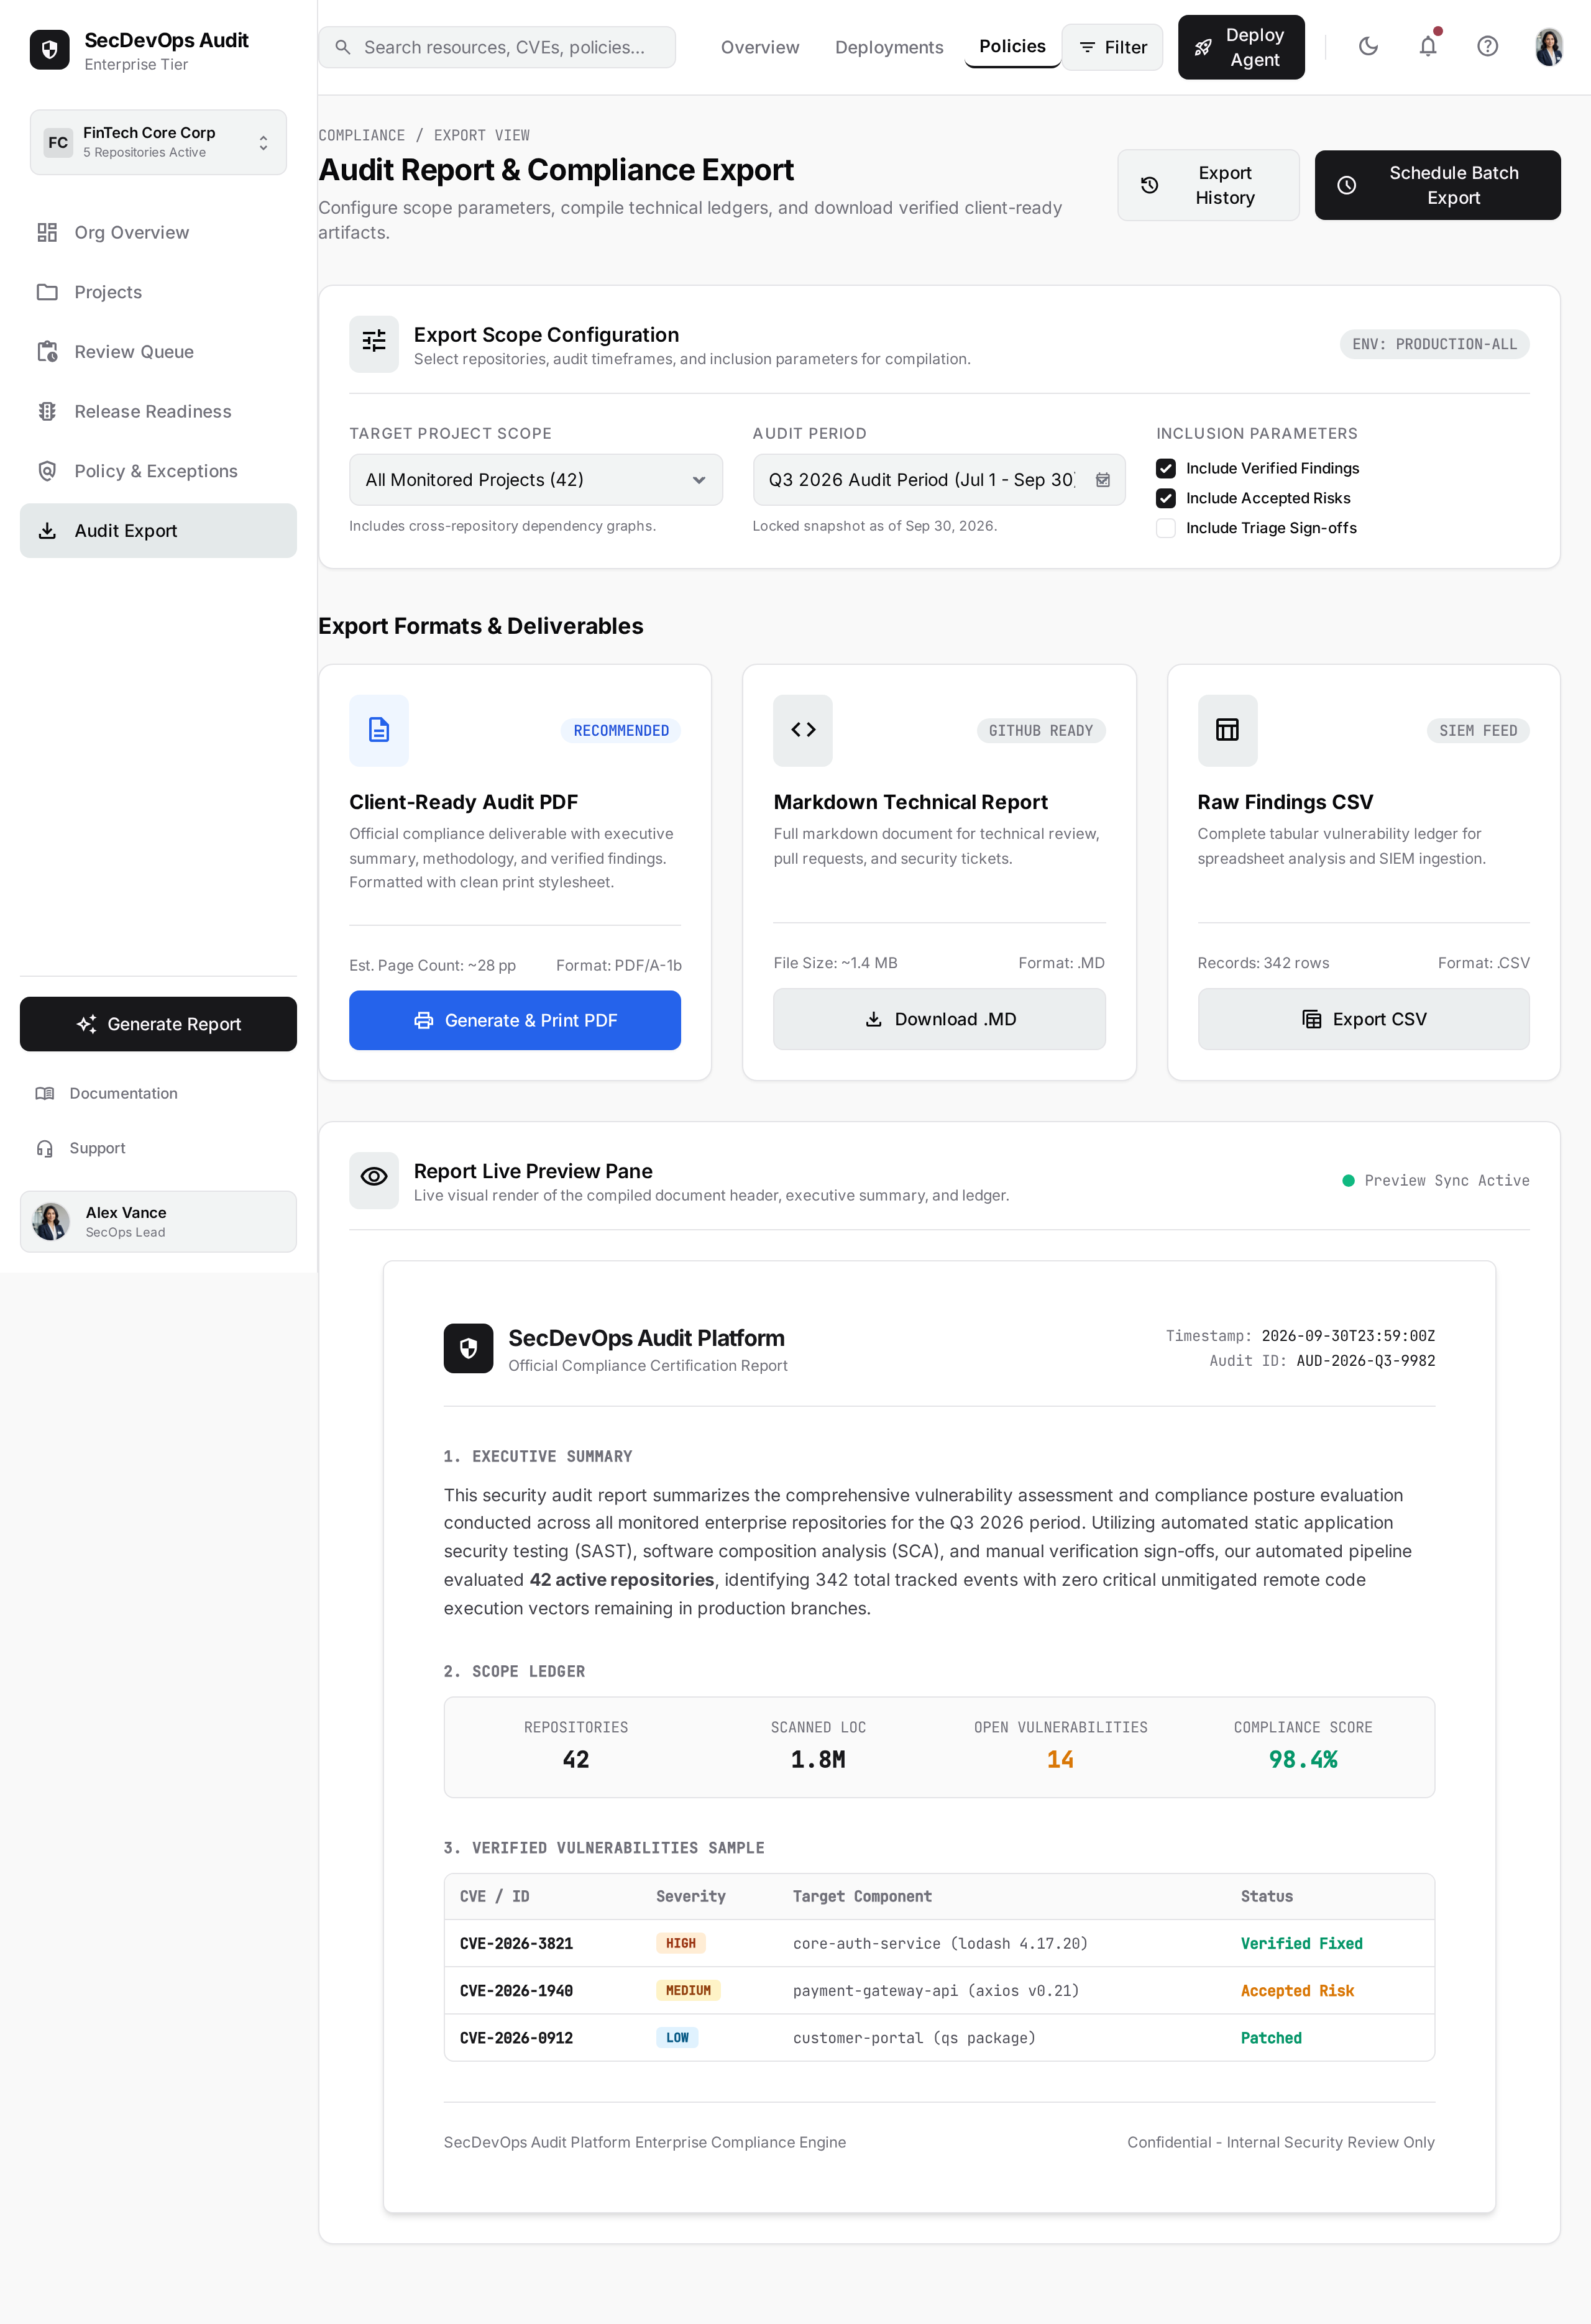 SecDevOps Audit
Enterprise Tier
FC
FinTech Core Corp
5 Repositories Active
Org Overview
Projects
Review Queue
Release Readiness
Policy & Exceptions
Audit Export
Generate Report
Documentation
Support
Alex Vance
SecOps Lead
Search resources, CVEs, policies...
Overview
Deployments
Policies
Filter
Deploy
Agent
COMPLIANCE / EXPORT VIEW
Audit Report & Compliance Export
Configure scope parameters, compile technical ledgers, and download verified client-ready
artifacts.
Export
History
Schedule Batch
Export
Export Scope Configuration
Select repositories, audit timeframes, and inclusion parameters for compilation.
ENV: PRODUCTION-ALL
TARGET PROJECT SCOPE
All Monitored Projects (42)
Includes cross-repository dependency graphs.
AUDIT PERIOD
Q3 2026 Audit Period (Jul 1 - Sep 30)
Locked snapshot as of Sep 30, 2026.
INCLUSION PARAMETERS
Include Verified Findings
Include Accepted Risks
Include Triage Sign-offs
Export Formats & Deliverables
RECOMMENDED
Client-Ready Audit PDF
Official compliance deliverable with executive
summary, methodology, and verified findings.
Formatted with clean print stylesheet.
Est. Page Count: ~28 pp
Format: PDF/A-1b
Generate & Print PDF
GITHUB READY
Markdown Technical Report
Full markdown document for technical review,
pull requests, and security tickets.
File Size: ~1.4 MB
Format: .MD
Download .MD
SIEM FEED
Raw Findings CSV
Complete tabular vulnerability ledger for
spreadsheet analysis and SIEM ingestion.
Records: 342 rows
Format: .CSV
Export CSV
Report Live Preview Pane
Live visual render of the compiled document header, executive summary, and ledger.
Preview Sync Active
SecDevOps Audit Platform
Official Compliance Certification Report
Timestamp: 2026-09-30T23:59:00Z
Audit ID: AUD-2026-Q3-9982
1. EXECUTIVE SUMMARY
This security audit report summarizes the comprehensive vulnerability assessment and compliance posture evaluation
conducted across all monitored enterprise repositories for the Q3 2026 period. Utilizing automated static application
security testing (SAST), software composition analysis (SCA), and manual verification sign-offs, our automated pipeline
evaluated 42 active repositories, identifying 342 total tracked events with zero critical unmitigated remote code
execution vectors remaining in production branches.
2. SCOPE LEDGER
REPOSITORIES
42
SCANNED LOC
1.8M
OPEN VULNERABILITIES
14
COMPLIANCE SCORE
98.4%
3. VERIFIED VULNERABILITIES SAMPLE
CVE / ID Severity Target Component Status
CVE-2026-3821 HIGH core-auth-service (lodash 4.17.20) Verified Fixed
CVE-2026-1940 MEDIUM payment-gateway-api (axios v0.21) Accepted Risk
CVE-2026-0912 LOW customer-portal (qs package) Patched
SecDevOps Audit Platform Enterprise Compliance Engine
Confidential - Internal Security Review Only